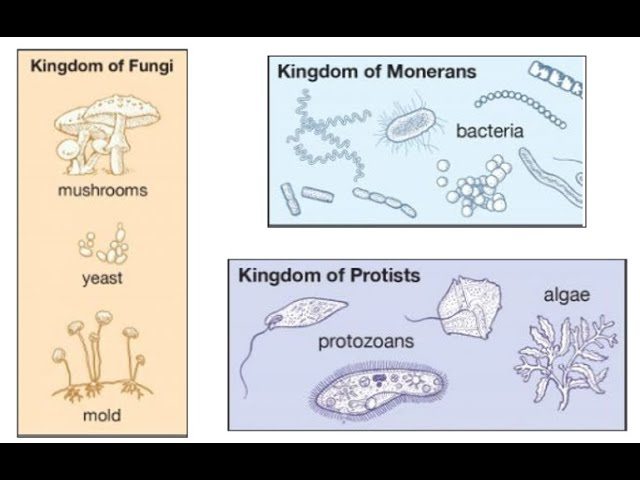 Kingdom of Fungi
mushrooms
yeast
mold
Kingdom of Monerans
bacteria
Kingdom of Protists
algae
protozoans